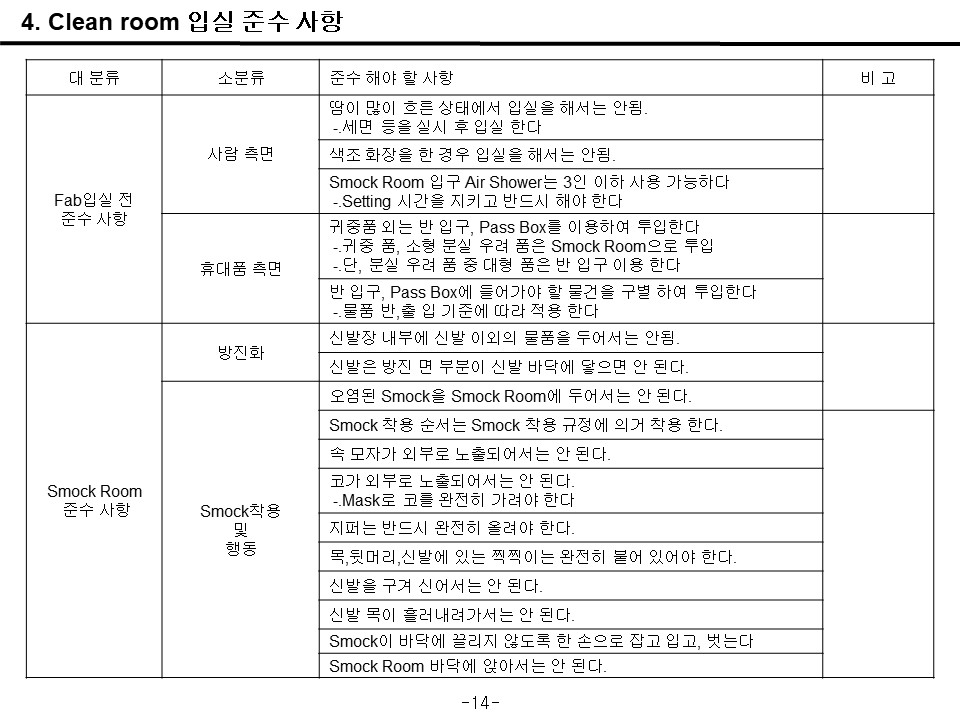 4. Clean room 입실 준수 사항
대 분류 소분류 준수 해야 할 사항 비 고
Fab입실 전
준수 사항
사람 측면
땀이 많이 흐른 상태에서 입실을 해서는 안됨.
-.세면 등을 실시 후 입실 한다
색조 화장을 한 경우 입실을 해서는 안됨.
Smock Room 입구 Air Shower는 3인 이하 사용 가능하다
-.Setting 시간을 지키고 반드시 해야 한다
휴대품 측면
귀중품 외는 반 입구, Pass Box를 이용하여 투입한다
-.귀중 품, 소형 분실 우려 품은 Smock Room으로 투입
-.단, 분실 우려 품 중 대형 품은 반 입구 이용 한다
반 입구, Pass Box에 들어가야 할 물건을 구별 하여 투입한다
-.물품 반,출 입 기준에 따라 적용 한다
Smock Room
준수 사항
방진화
신발장 내부에 신발 이외의 물품을 두어서는 안됨.
신발은 방진 면 부분이 신발 바닥에 닿으면 안 된다.
Smock착용
및
행동
오염된 Smock을 Smock Room에 두어서는 안 된다.
Smock 착용 순서는 Smock 착용 규정에 의거 착용 한다.
속 모자가 외부로 노출되어서는 안 된다.
코가 외부로 노출되어서는 안 된다.
-.Mask로 코를 완전히 가려야 한다
지퍼는 반드시 완전히 올려야 한다.
목,뒷머리,신발에 있는 찍찍이는 완전히 붙어 있어야 한다.
신발을 구겨 신어서는 안 된다.
신발 목이 흘러내려가서는 안 된다.
Smock이 바닥에 끌리지 않도록 한 손으로 잡고 입고, 벗는다
Smock Room 바닥에 앉아서는 안 된다.
-14-